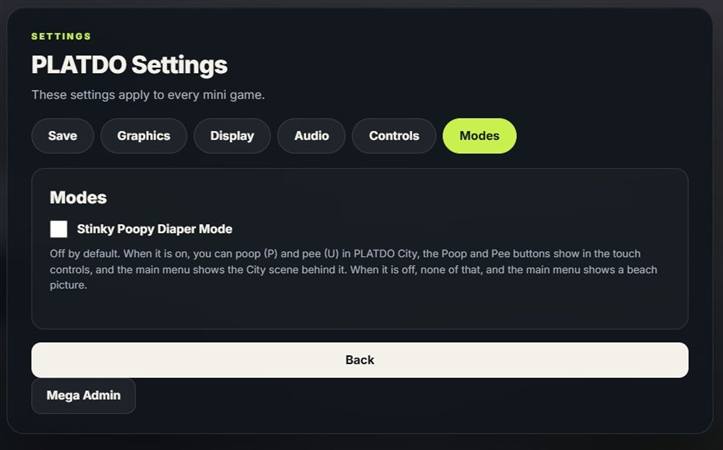 SETTINGS
PLATDO Settings
These settings apply to every mini game.
Save Graphics Display Audio Controls Modes
Modes
Stinky Poopy Diaper Mode
Off by default. When it is on, you can poop (P) and pee (U) in PLATDO City, the Poop and Pee buttons show in the touch
controls, and the main menu shows the City scene behind it. When it is off, none of that, and the main menu shows a beach
picture.
Back
Mega Admin